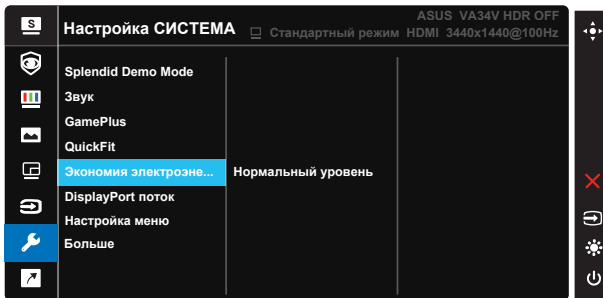 S
Настройка СИСТЕМА
ASUS VA34V HDR OFF
Стандартный режим HDMI 3440x1440@100Hz
Splendid Demo Mode
Звук
GamePlus
QuickFit
Экономия электроэне... Нормальный уровень
DisplayPort поток
Настройка меню
Больше